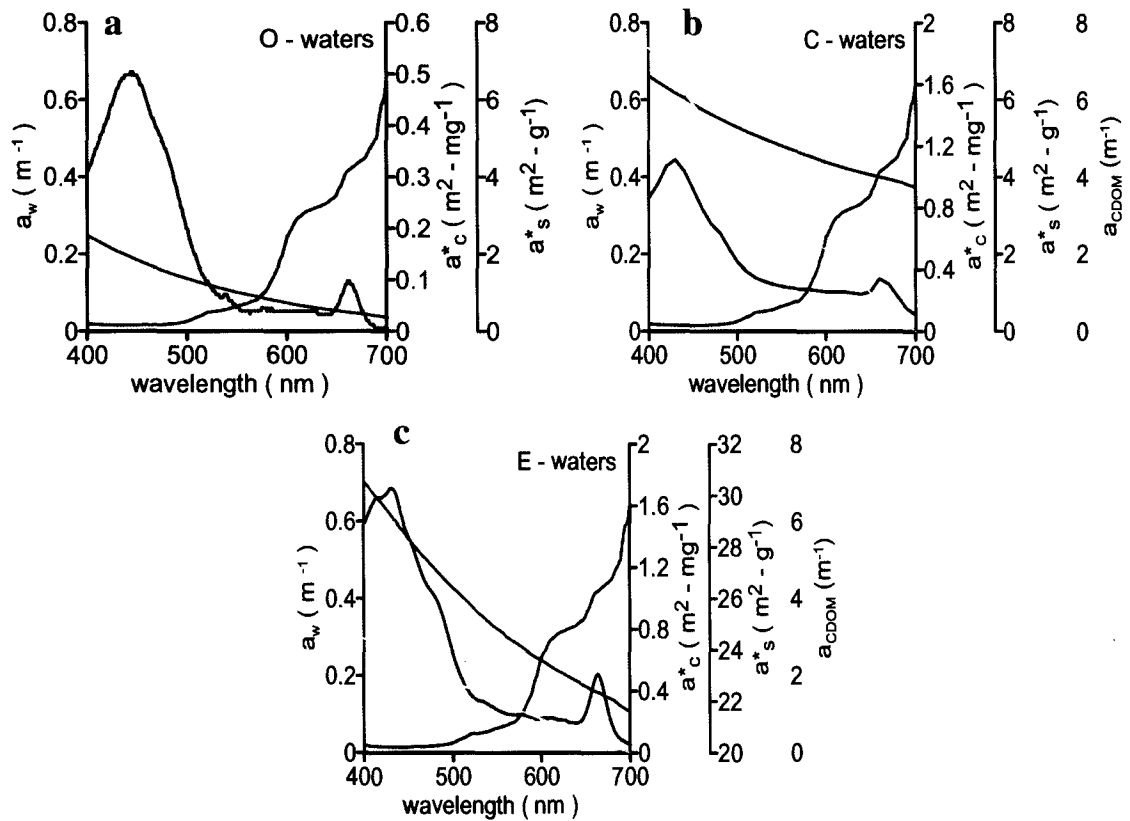 a
O - waters
0.8
0.6
0.4
0.2
0
a_w ( m⁻¹ )
0.6
0.5
0.4
0.3
0.2
0.1
0
a*_c ( m² - mg⁻¹ )
8
6
4
2
0
a*_s ( m² - g⁻¹ )
400 500 600 700
wavelength ( nm )
b
C - waters
0.8
0.6
0.4
0.2
0
a_w ( m⁻¹ )
2
1.6
1.2
0.8
0.4
0
a*_c ( m² - mg⁻¹ )
8
6
4
2
0
a*_s ( m² - g⁻¹ )
8
6
4
2
0
a_CDOM (m⁻¹)
400 500 600 700
wavelength ( nm )
c
E - waters
0.8
0.6
0.4
0.2
0
a_w ( m⁻¹ )
2
1.6
1.2
0.8
0.4
0
a*_c ( m² - mg⁻¹ )
32
30
28
26
24
22
20
a*_s ( m² - g⁻¹ )
8
6
4
2
0
a_CDOM (m⁻¹)
400 500 600 700
wavelength ( nm )